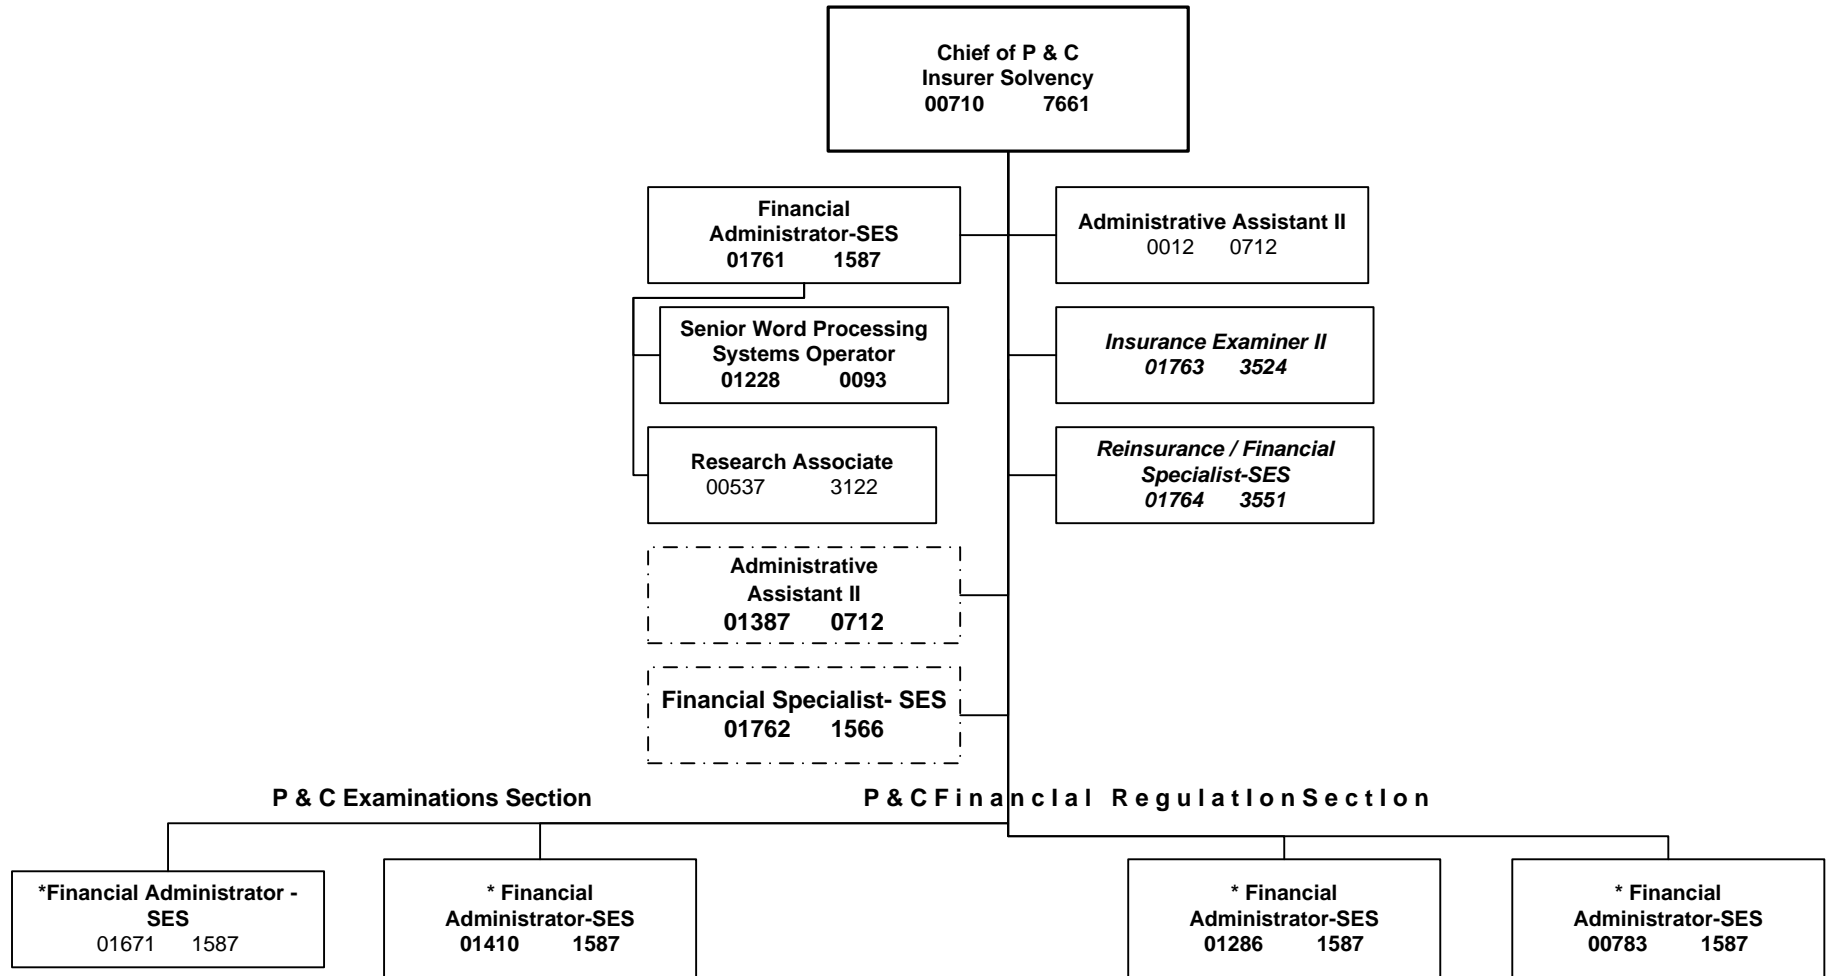 Chief of P & C
Insurer Solvency
00710 7661
Financial
Administrator-SES
01761 1587
Administrative Assistant II
0012 0712
Senior Word Processing
Systems Operator
01228 0093
Insurance Examiner II
01763 3524
Research Associate
00537 3122
Reinsurance / Financial
Specialist-SES
01764 3551
Administrative
Assistant II
01387 0712
Financial Specialist- SES
01762 1566
P & C Examinations Section
P & C FinancIal RegulatIon SectIon
*Financial Administrator -
SES
01671 1587
* Financial
Administrator-SES
01410 1587
* Financial
Administrator-SES
01286 1587
* Financial
Administrator-SES
00783 1587